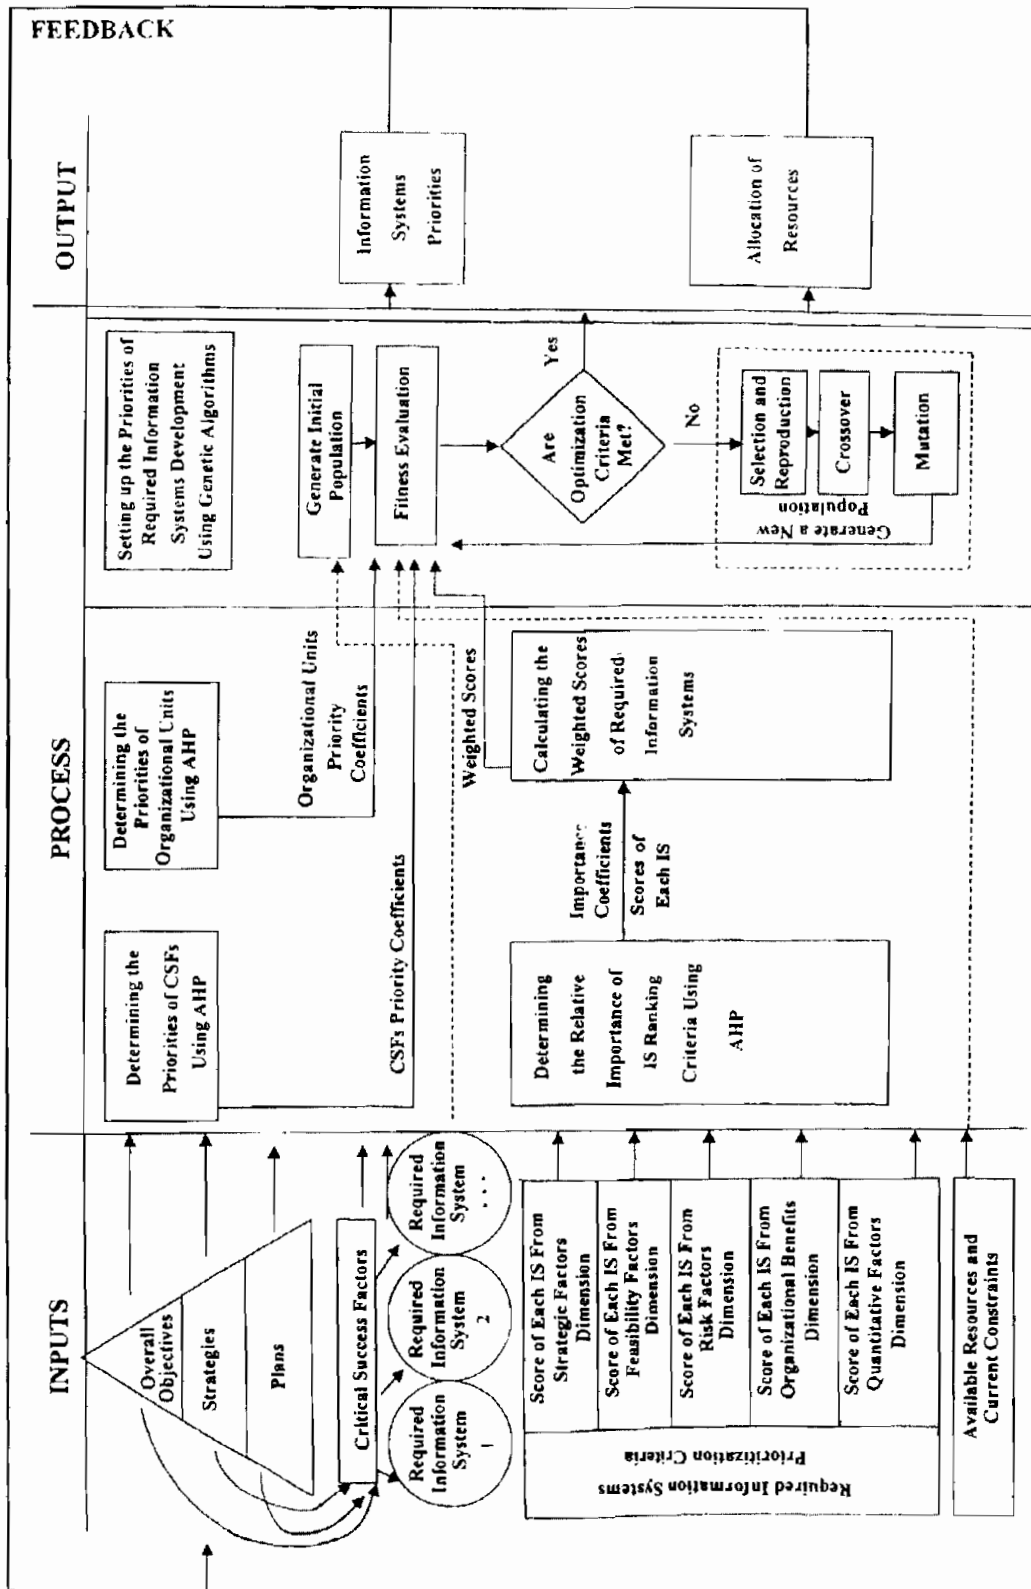 FEEDBACK
INPUTS
PROCESS
OUTPUT
Overall
Objectives
Strategies
Plans
Critical Success Factors
Required
Information
System
1
Required
Information
System
2
Required
Information
System
...
Required Information Systems
Prioritization Criteria
Score of Each IS From
Strategic Factors
Dimension
Score of Each IS From
Feasibility Factors
Dimension
Score of Each IS From
Risk Factors
Dimension
Score of Each IS From
Organizational Benefits
Dimension
Score of Each IS From
Quantitative Factors
Dimension
Available Resources and
Current Constraints
Determining the
Priorities of CSFs
Using AHP
Determining the
Priorities of
Organizational Units
Using AHP
Organizational Units
Priority
Coefficients
CSFs Priority Coefficients
Weighted Scores
Determining
the Relative
Importance of
IS Ranking
Criteria Using
AHP
Importance
Coefficients
Scores of
Each IS
Calculating the
Weighted Scores
of Required
Information
Systems
Setting up the Priorities of
Required Information
Systems Development
Using Genetic Algorithms
Generate Initial
Population
Fitness Evaluation
Are
Optimization
Criteria
Met?
Yes
No
Generate a New
Population
Selection and
Reproduction
Crossover
Mutation
Information
Systems
Priorities
Allocation of
Resources